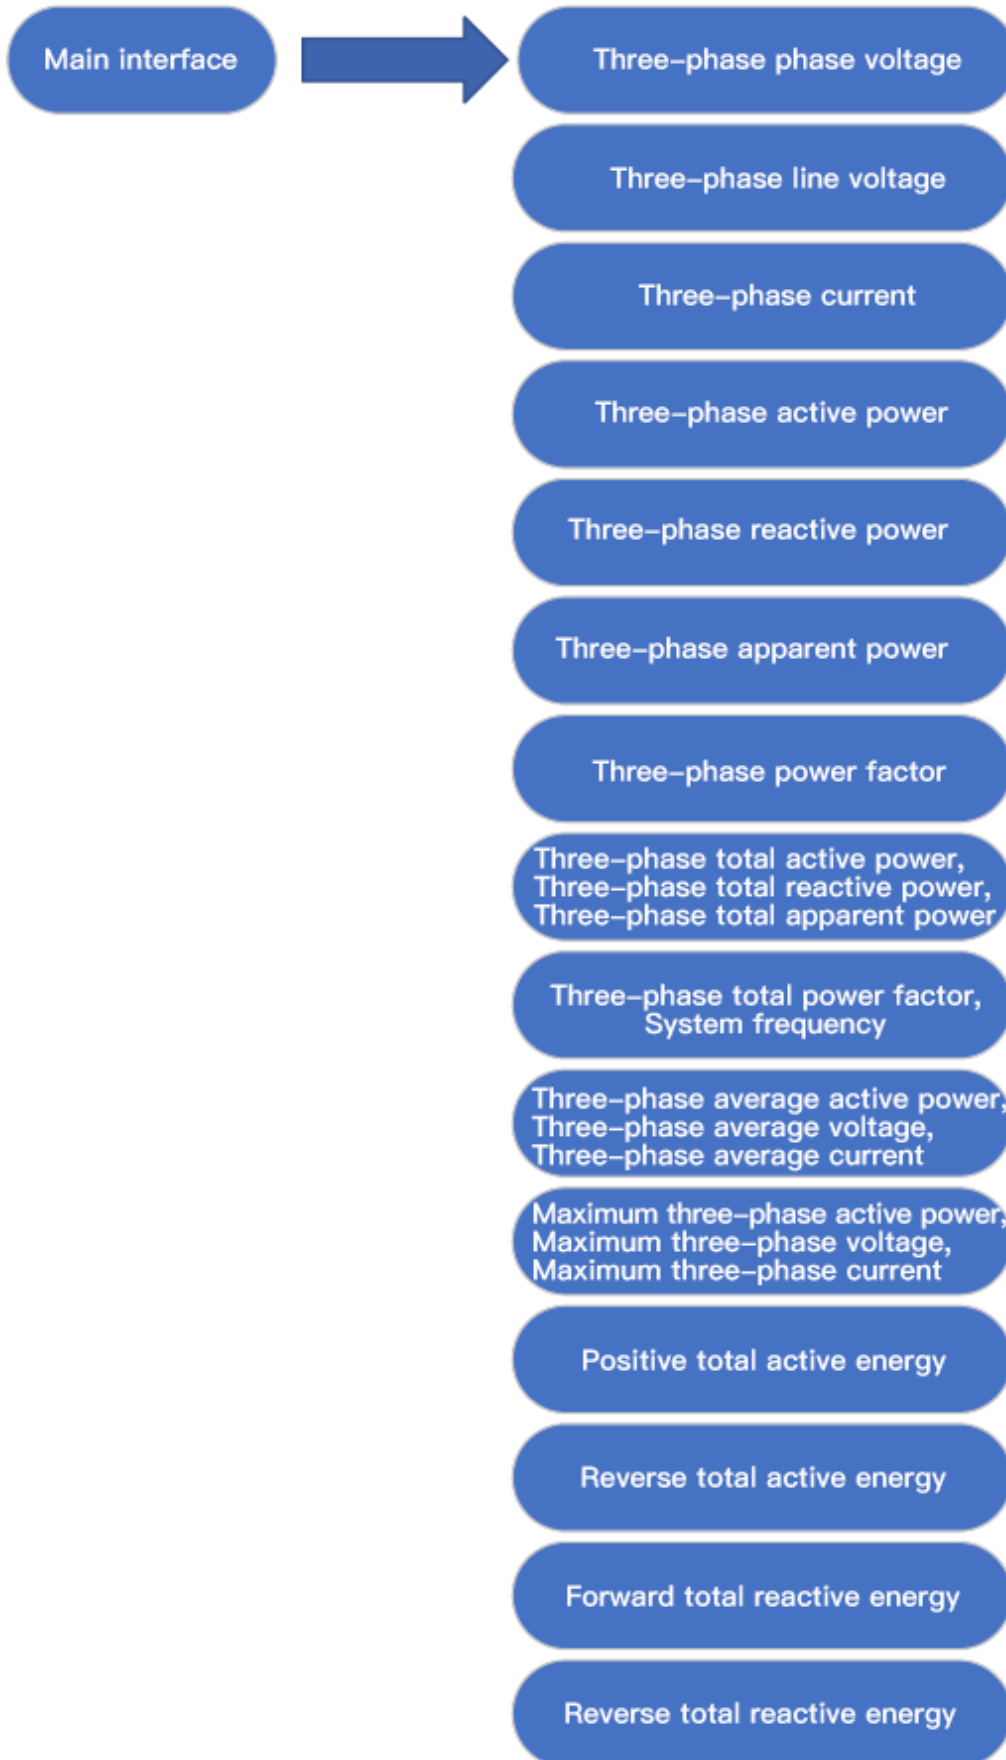 Main interface
Three-phase phase voltage
Three-phase line voltage
Three-phase current
Three-phase active power
Three-phase reactive power
Three-phase apparent power
Three-phase power factor
Three-phase total active power,
Three-phase total reactive power,
Three-phase total apparent power
Three-phase total power factor,
System frequency
Three-phase average active power,
Three-phase average voltage,
Three-phase average current
Maximum three-phase active power,
Maximum three-phase voltage,
Maximum three-phase current
Positive total active energy
Reverse total active energy
Forward total reactive energy
Reverse total reactive energy